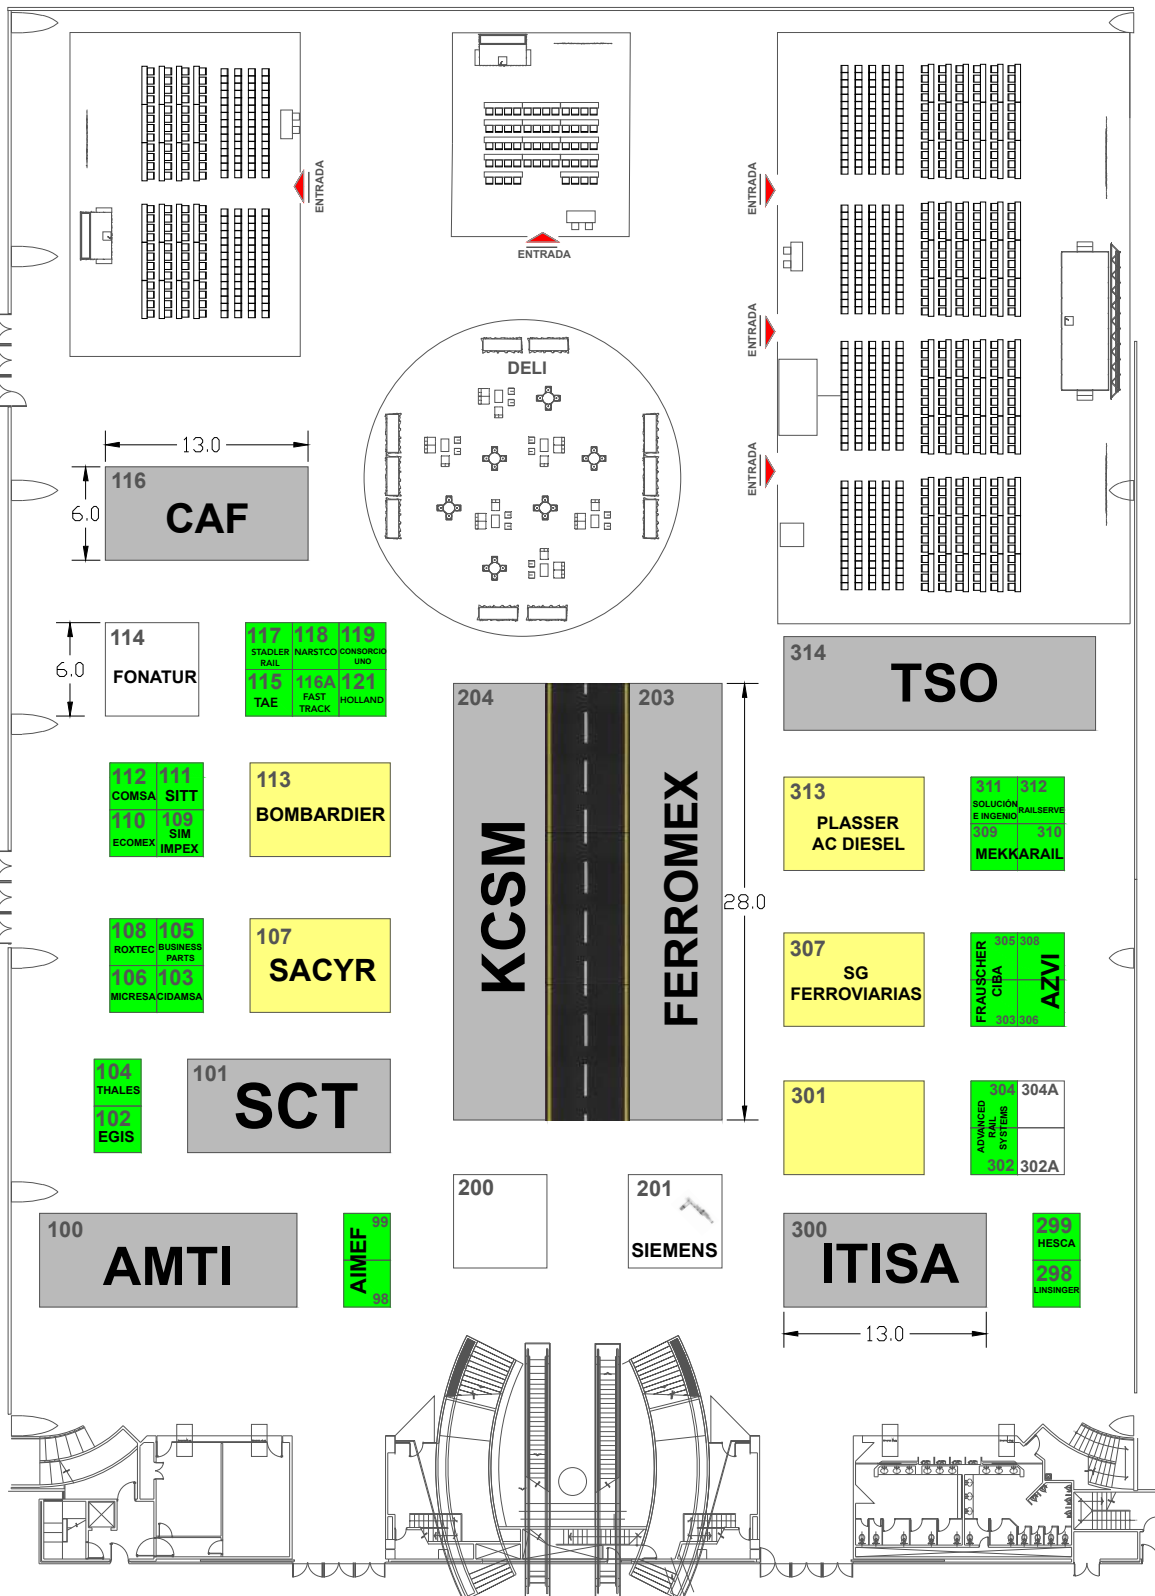 ENTRADA
ENTRADA
ENTRADA
ENTRADA
ENTRADA
DELI
13.0
6.0
116
CAF
6.0
114
FONATUR
117
STADLER
RAIL
118
NARSTCO
119
CONSORCIO
UNO
115
TAE
116A
FAST
TRACK
121
HOLLAND
314
TSO
204
KCSM
203
FERROMEX
28.0
112
COMSA
111
SITT
110
ECOMEX
109
SIM
IMPEX
113
BOMBARDIER
313
PLASSER
AC DIESEL
311
SOLUCIÓN
E INGENIO
312
RAILSERVE
309
310
MEKKARAIL
108
ROXTEC
105
BUSINESS
PARTS
106
MICRESA
103
CIDAMSA
107
SACYR
307
SG
FERROVIARIAS
305
308
FRAUSCHER
CIBA
AZVI
303
306
104
THALES
102
EGIS
101
SCT
301
304
304A
ADVANCED
RAIL
SYSTEMS
302
302A
100
AMTI
99
AIMEF
98
200
201
SIEMENS
300
ITISA
13.0
299
HESCA
298
LINSINGER